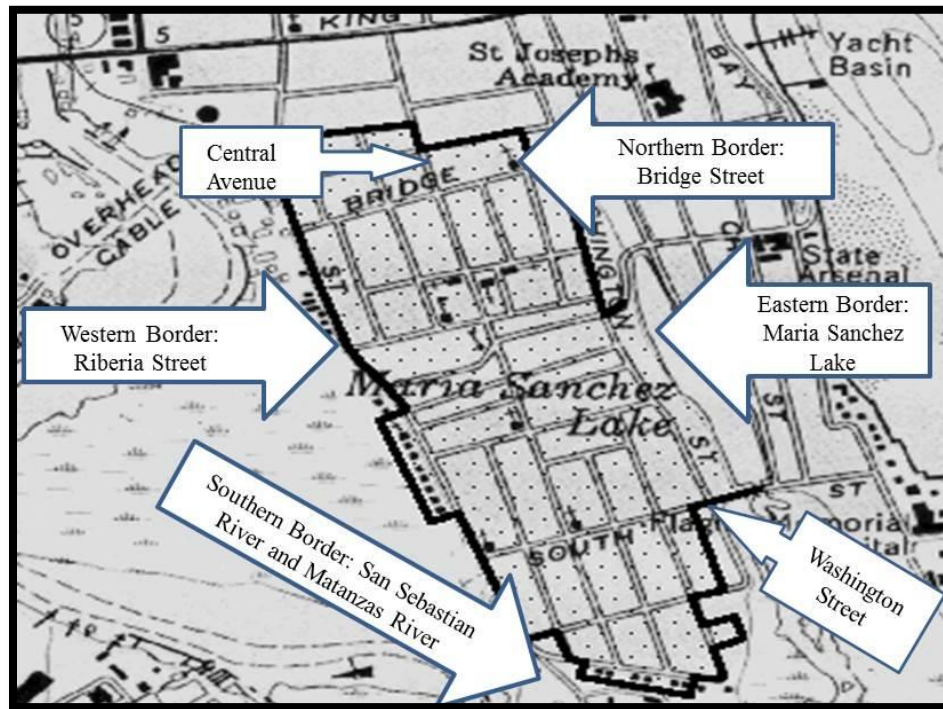 KING
5
St Josephs
Academy
BAY
Yacht
Basin
Central
Avenue
Northern Border:
Bridge Street
OVERHEAD
CABLE
BRIDGE
ST
State
Arsenal
Western Border:
Riberia Street
Eastern Border:
Maria Sanchez
Lake
Maria Sanchez
Lake
ST
ST
Southern Border: San Sebastian
River and Matanzas River
SOUTH
ST
Washington
Street